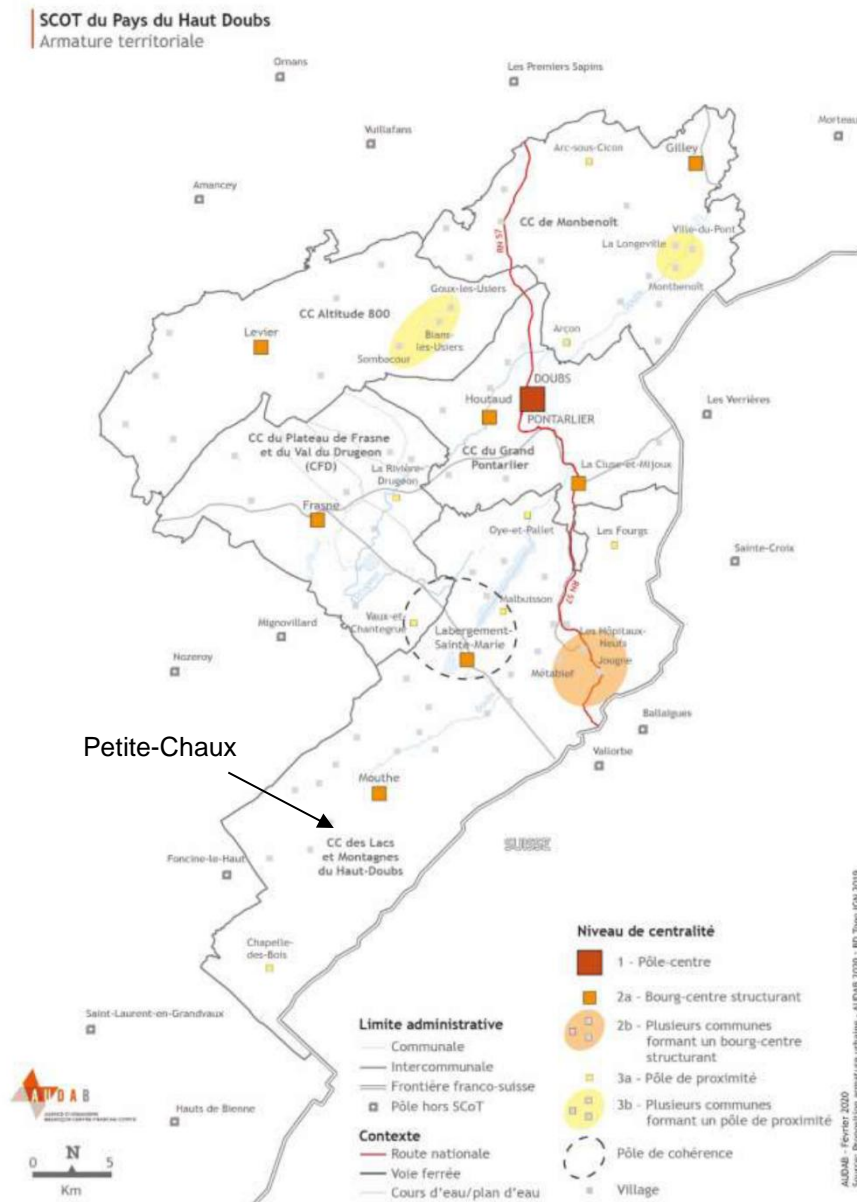 SCOT du Pays du Haut Doubs
Armature territoriale
Ornans
Les Premiers Sapins
Vuillafans
Morteau
Arc-sous-Cicon
Gilley
Amancey
CC de Monbenoît
Ville-du-Pont
La Longeville
RN 57
Montbenoît
Goux-les-Usiers
CC Altitude 800
Levier
Bians-
les-Usiers
Arçon
Sombacour
DOUBS
Houtaud
Les Verrières
PONTARLIER
CC du Plateau de Frasne
et du Val du Drugeon
(CFD)
CC du Grand
Pontarlier
La Rivière-
Drugeon
La Cluse-et-Mijoux
Frasne
Oye-et-Pallet
Les Fourgs
Sainte-Croix
RN 57
Malbuisson
Vaux-et-
Chantegrue
Mignovillard
Labergement-
Sainte-Marie
Les Hôpitaux-
Neufs
Jougne
Nozeroy
Métabief
Ballaigues
Petite-Chaux
Vallorbe
Mouthe
CC des Lacs
et Montagnes
du Haut-Doubs
SUISSE
Foncine-le-Haut
Chapelle-
des-Bois
Saint-Laurent-en-Grandvaux
Hauts de Bienne
AUDAB
N
0 5
Km
Limite administrative
Communale
Intercommunale
Frontière franco-suisse
Pôle hors SCoT
Contexte
Route nationale
Voie ferrée
Cours d'eau/plan d'eau
Niveau de centralité
1 - Pôle-centre
2a - Bourg-centre structurant
2b - Plusieurs communes
formant un bourg-centre
structurant
3a - Pôle de proximité
3b - Plusieurs communes
formant un pôle de proximité
Pôle de cohérence
Village
AUDAB - Février 2020